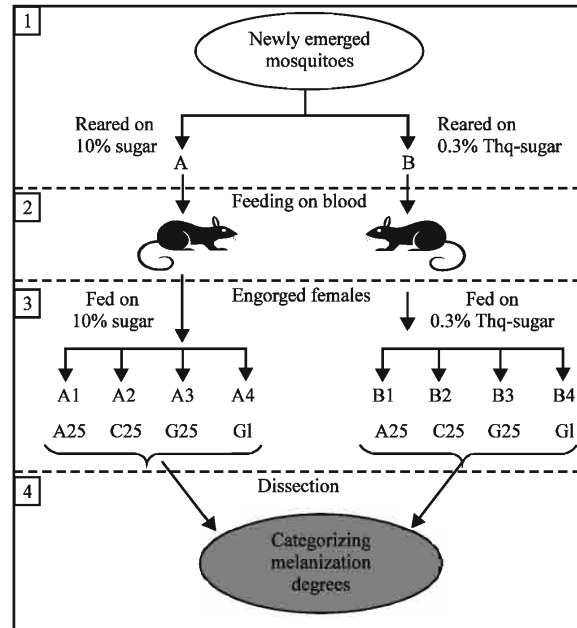 1
Newly emerged
mosquitoes
Reared on
10% sugar
Reared on
0.3% Thq-sugar
A
B
2
Feeding on blood
3
Engorged females
Fed on
10% sugar
Fed on
0.3% Thq-sugar
A1 A2 A3 A4
B1 B2 B3 B4
A25 C25 G25 Gl
A25 C25 G25 Gl
4
Dissection
Categorizing
melanization
degrees